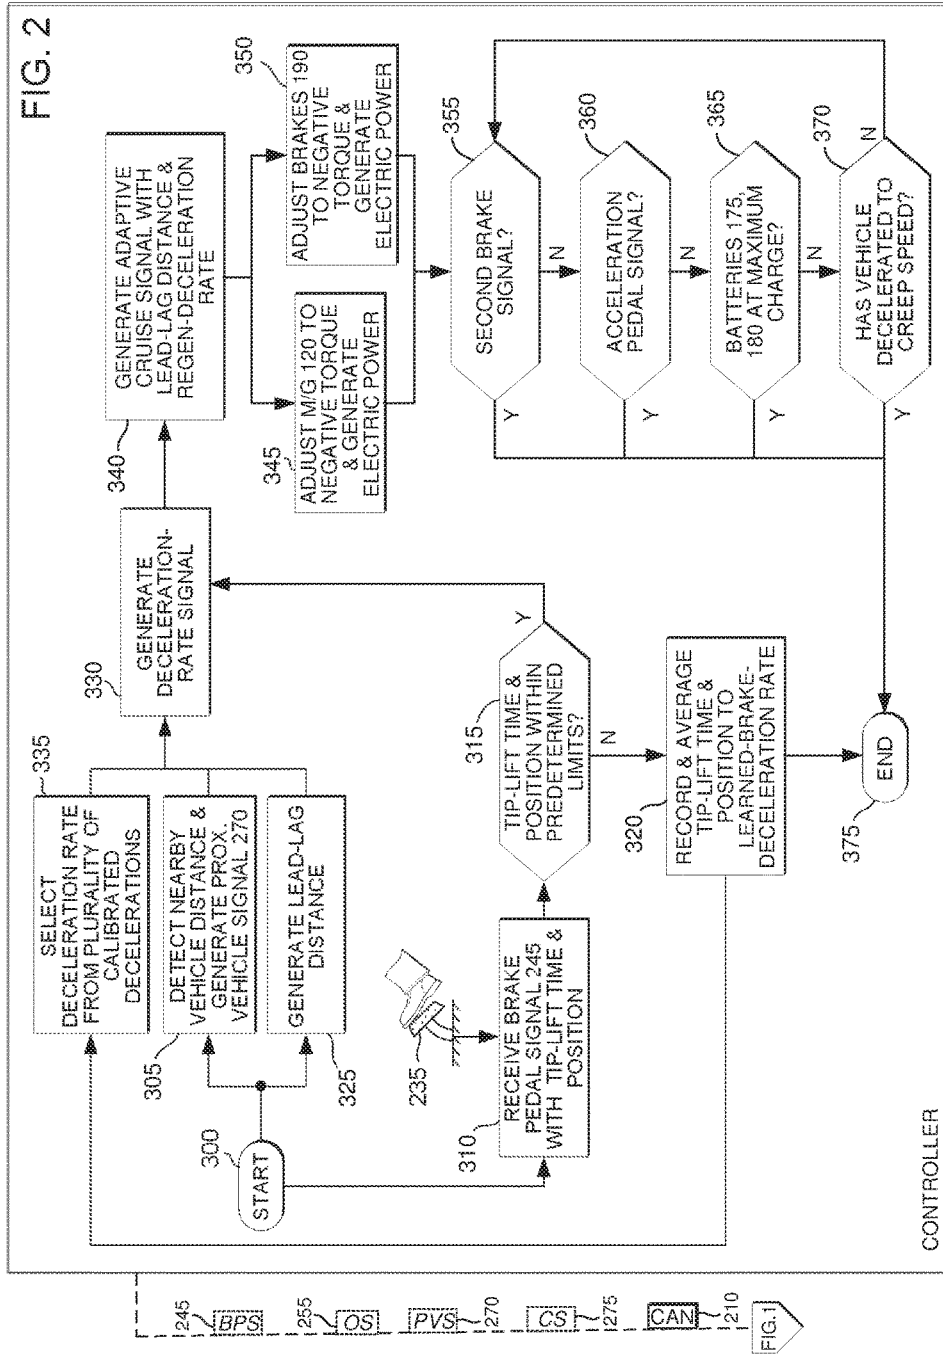 FIG. 2
300
START
335
SELECT
DECELERATION RATE
FROM PLURALITY OF
CALIBRATED
DECELERATIONS
305
DETECT NEARBY
VEHICLE DISTANCE &
GENERATE PROX.
VEHICLE SIGNAL 270
325
GENERATE LEAD-LAG
DISTANCE
235
310
RECEIVE BRAKE
PEDAL SIGNAL 245
WITH TIP-LIFT TIME &
POSITION
315
TIP-LIFT TIME &
POSITION WITHIN
PREDETERMINED
LIMITS?
Y
N
320
RECORD & AVERAGE
TIP-LIFT TIME &
POSITION TO
LEARNED-BRAKE-
DECELERATION RATE
330
GENERATE
DECELERATION-
RATE SIGNAL
340
GENERATE ADAPTIVE
CRUISE SIGNAL WITH
LEAD-LAG DISTANCE &
REGEN-DECELERATION
RATE
345
ADJUST M/G 120 TO
NEGATIVE TORQUE
& GENERATE
ELECTRIC POWER
350
ADJUST BRAKES 190
TO NEGATIVE
TORQUE &
GENERATE
ELECTRIC POWER
355
SECOND BRAKE
SIGNAL?
Y
N
360
ACCELERATION
PEDAL SIGNAL?
Y
N
365
BATTERIES 175,
180 AT MAXIMUM
CHARGE?
Y
N
370
HAS VEHICLE
DECELERATED TO
CREEP SPEED?
Y
N
375
END
CONTROLLER
245
BPS
255
OS
PVS
270
CS
275
CAN
210
FIG.1